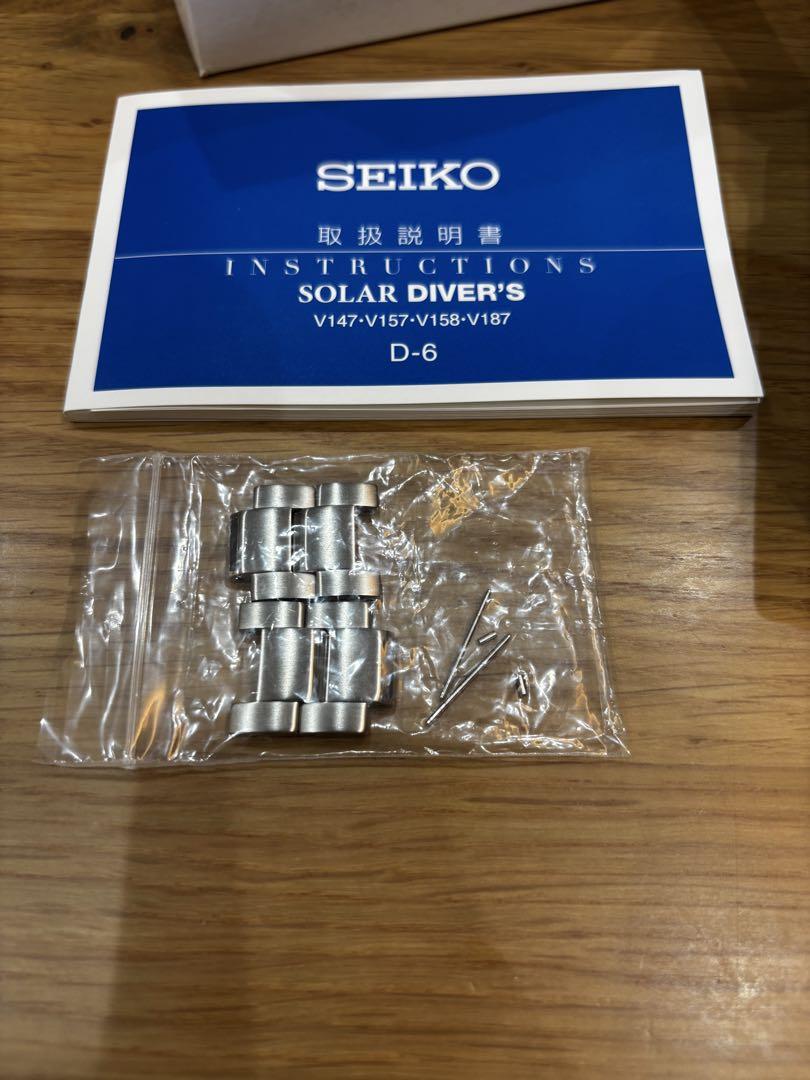 SEIKO
取扱説明書
INSTRUCTIONS
SOLAR DIVER'S
V147・V157・V158・V187
D-6